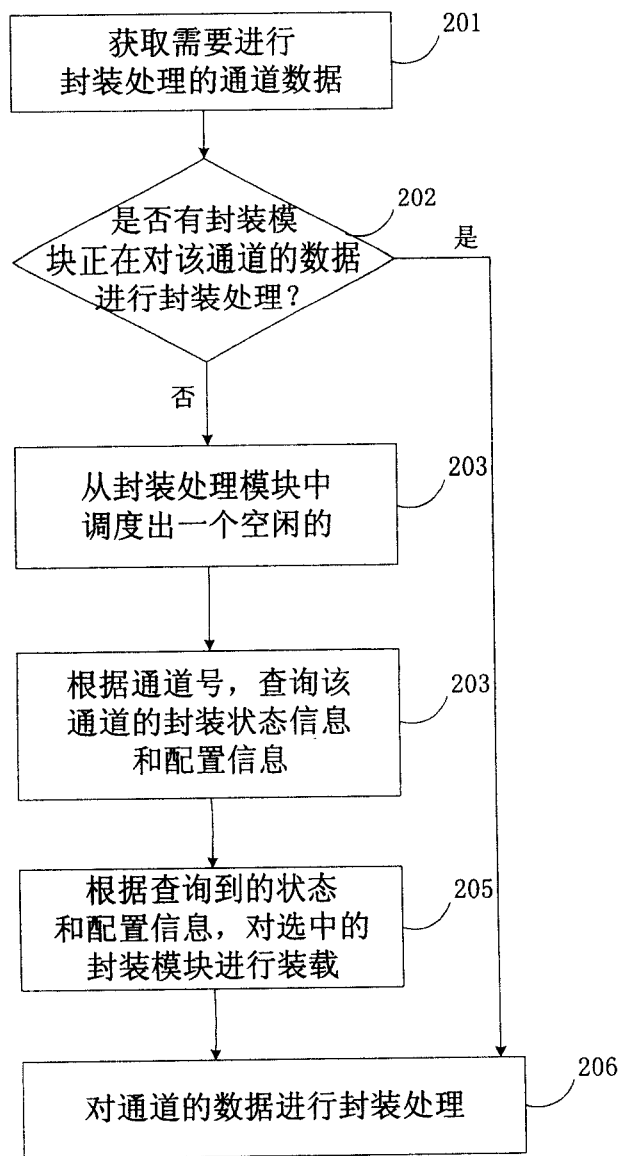 获取需要进行
封装处理的通道数据
201
是否有封装模
块正在对该通道的数据
进行封装处理？
202
是
否
从封装处理模块中
调度出一个空闲的
203
根据通道号，查询该
通道的封装状态信息
和配置信息
203
根据查询到的状态
和配置信息，对选中的
封装模块进行装载
205
对通道的数据进行封装处理
206